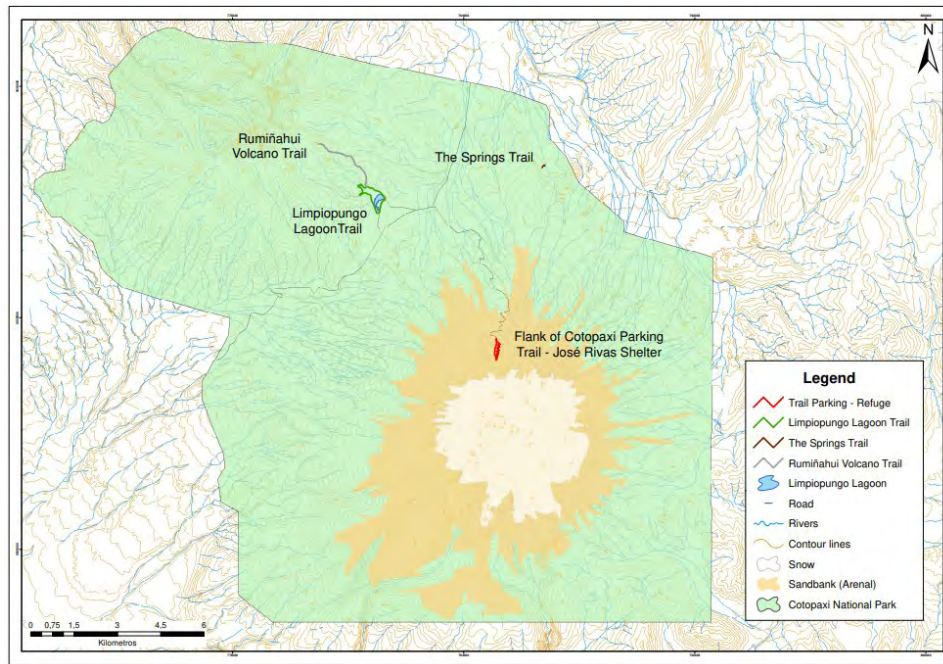 N
Rumiñahui
Volcano Trail
The Springs Trail
Limpiopungo
LagoonTrail
Flank of Cotopaxi Parking
Trail - José Rivas Shelter
Legend
Trail Parking - Refuge
Limpiopungo Lagoon Trail
The Springs Trail
Rumiñahui Volcano Trail
Limpiopungo Lagoon
Road
Rivers
Contour lines
Snow
Sandbank (Arenal)
Cotopaxi National Park
0 0,75 1,5 3 4,5 6
Kilometros